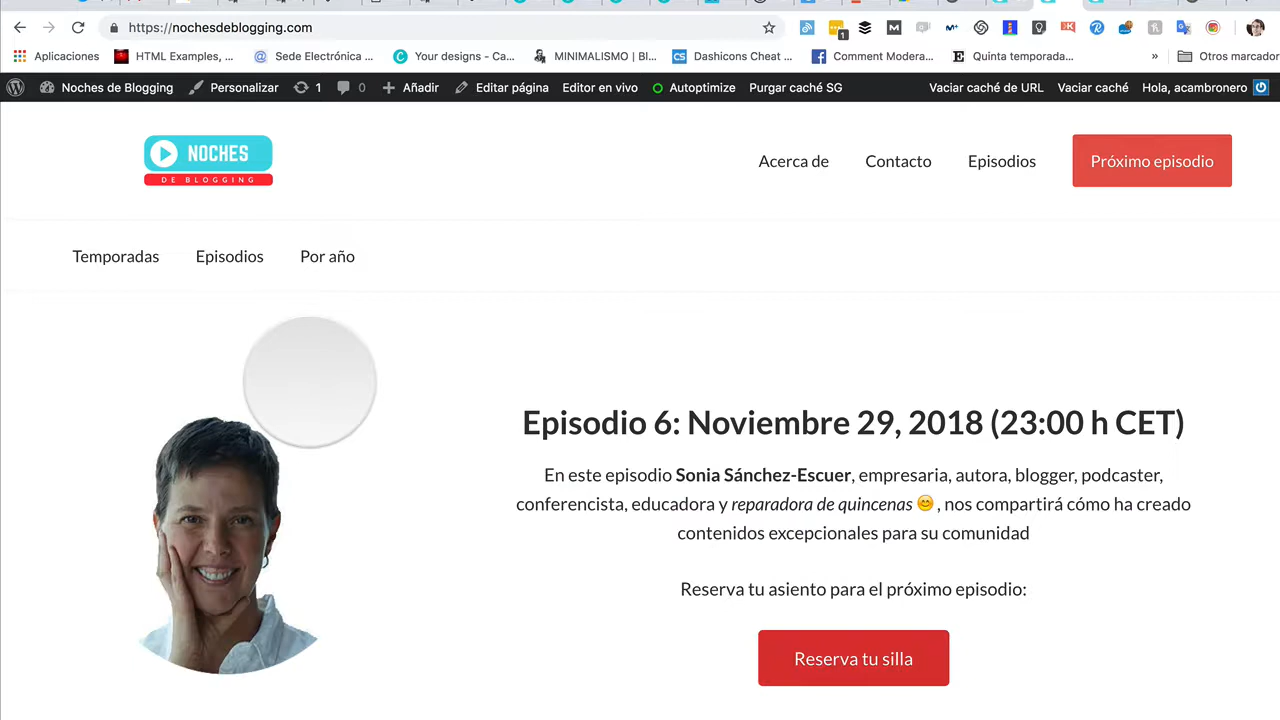 https://nochesdeblogging.com
1
Aplicaciones HTML Examples, ... Sede Electrónica ... Your designs - Ca... MINIMALISMO | Bl... CS Dashicons Cheat ... Comment Modera... E Quinta temporada... » Otros marcador
Noches de Blogging Personalizar 1 0 Añadir Editar página Editor en vivo Autoptimize Purgar caché SG Vaciar caché de URL Vaciar caché Hola, acambronero
NOCHES
DE BLOGGING
Acerca de Contacto Episodios Próximo episodio
Temporadas Episodios Por año
Episodio 6: Noviembre 29, 2018 (23:00 h CET)
En este episodio Sonia Sánchez-Escuer, empresaria, autora, blogger, podcaster,
conferencista, educadora y reparadora de quincenas 😊 , nos compartirá cómo ha creado
contenidos excepcionales para su comunidad
Reserva tu asiento para el próximo episodio:
Reserva tu silla